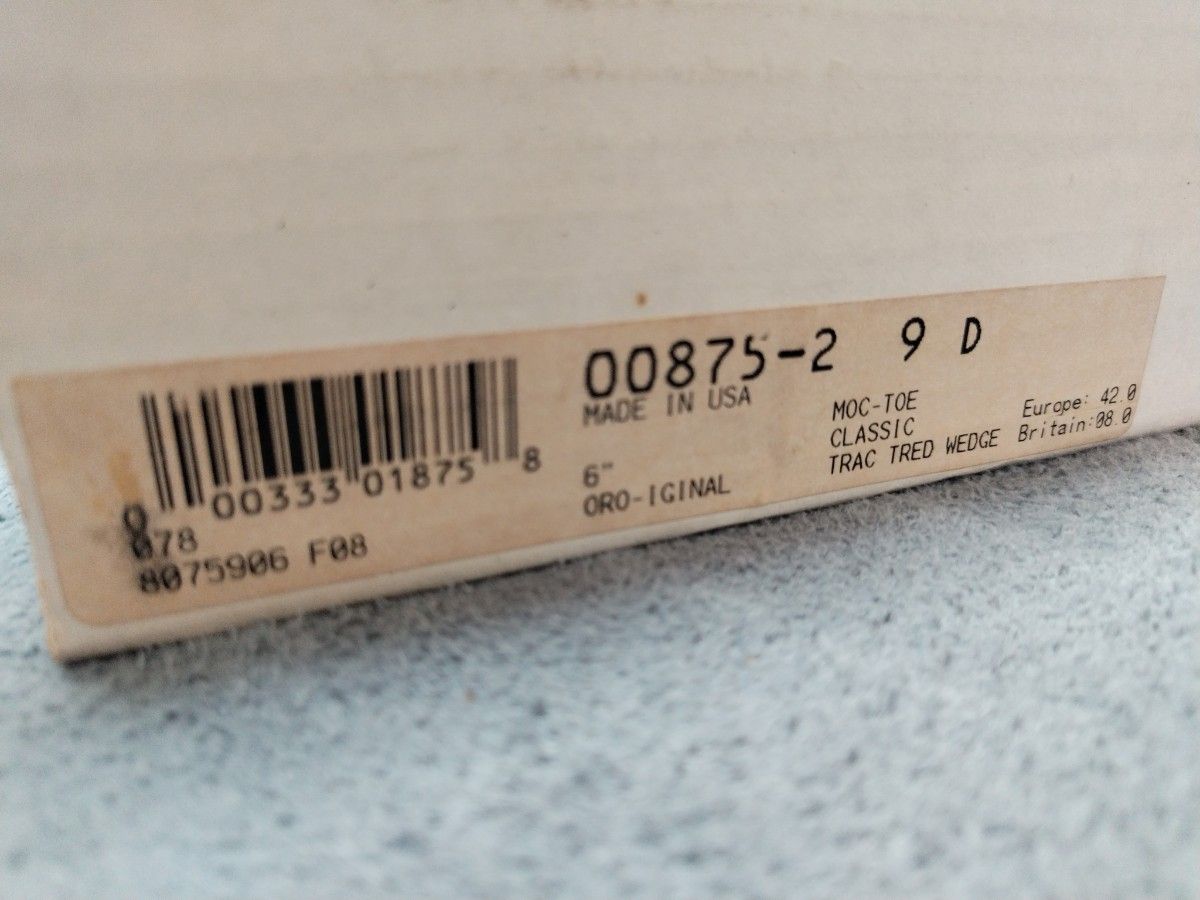 00875-2 9 D
MADE IN USA
6"
ORO-IGINAL
MOC-TOE
CLASSIC
TRAC TRED WEDGE
Europe: 42.0
Britain:08.0
0 00333 01875 8
078
8075906 F08